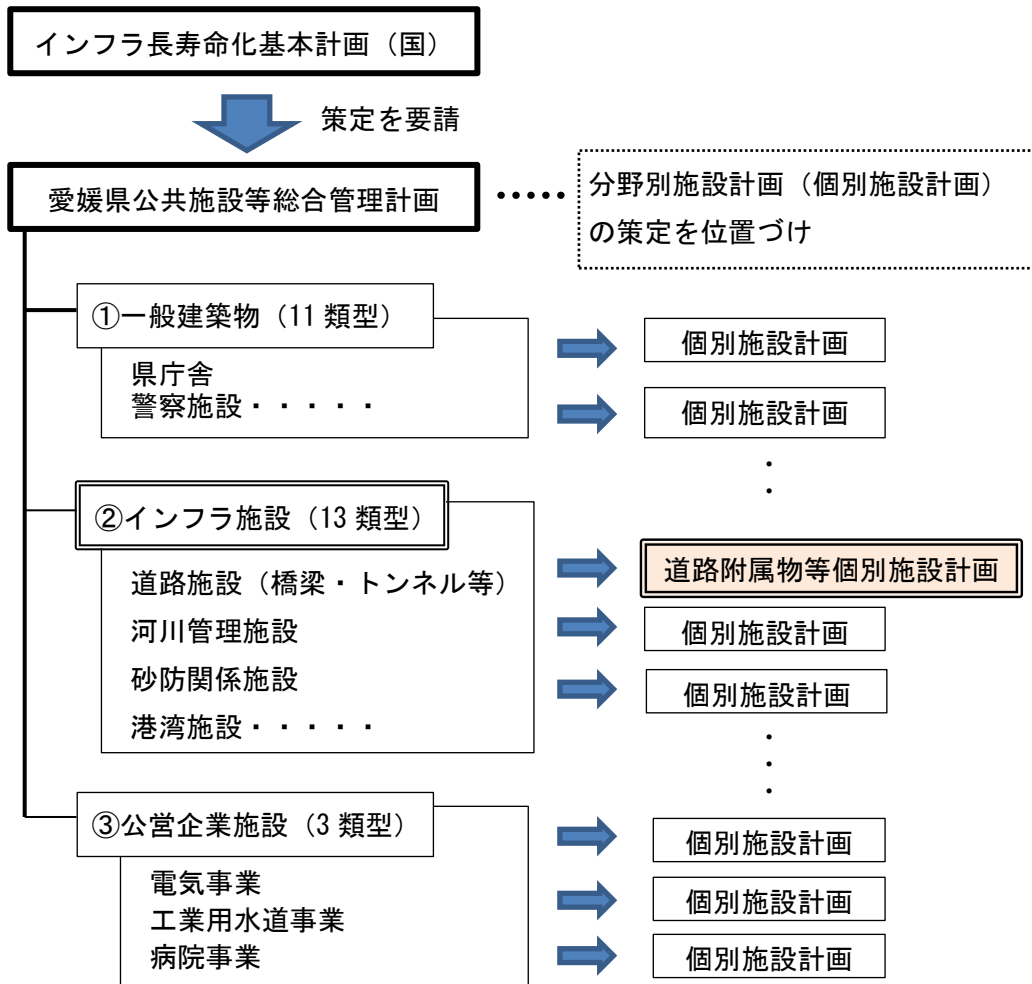 インフラ長寿命化基本計画（国）
策定を要請
愛媛県公共施設等総合管理計画
・・・・・
分野別施設計画（個別施設計画）
の策定を位置づけ
①一般建築物（11 類型）
県庁舎
警察施設・・・・・
個別施設計画
個別施設計画
・
・
②インフラ施設（13 類型）
道路施設（橋梁・トンネル等）
河川管理施設
砂防関係施設
港湾施設・・・・・
道路附属物等個別施設計画
個別施設計画
個別施設計画
・
・
・
③公営企業施設（3 類型）
電気事業
工業用水道事業
病院事業
個別施設計画
個別施設計画
個別施設計画